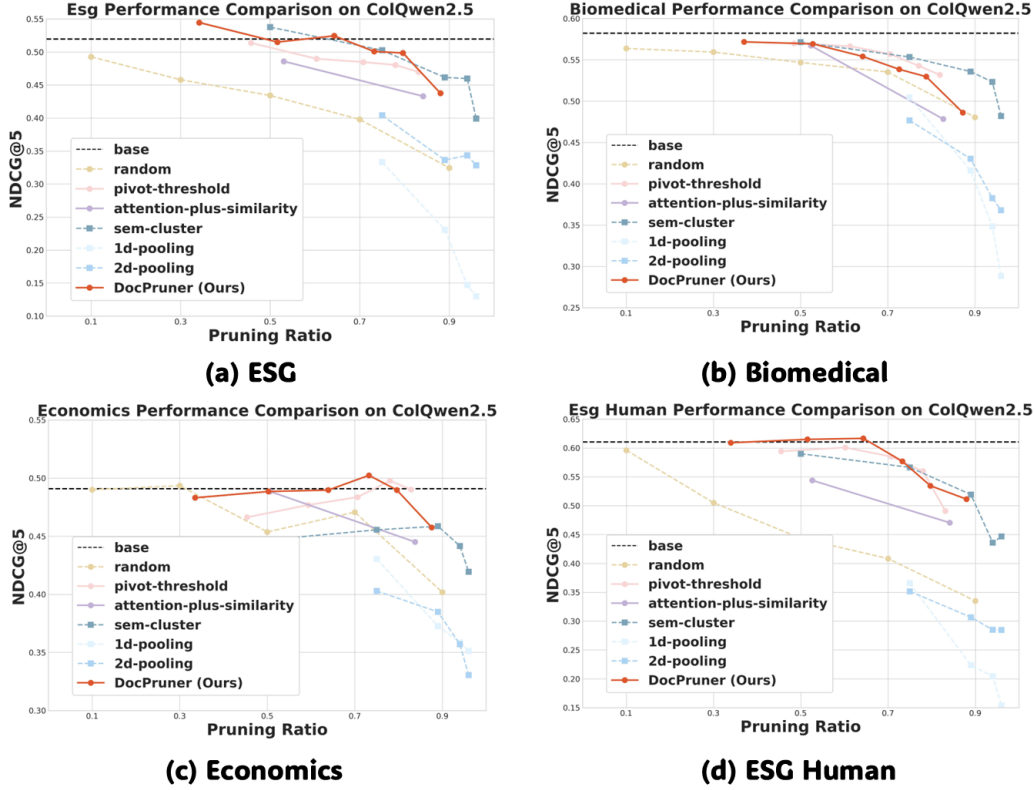 Esg Performance Comparison on ColQwen2.5
NDCG@5
0.55
0.50
0.45
0.40
0.35
0.30
0.25
0.20
0.15
0.10
base
random
pivot-threshold
attention-plus-similarity
sem-cluster
1d-pooling
2d-pooling
DocPruner (Ours)
0.1 0.3 0.5 0.7 0.9
Pruning Ratio
(a) ESG
Biomedical Performance Comparison on ColQwen2.5
NDCG@5
0.60
0.55
0.50
0.45
0.40
0.35
0.30
0.25
base
random
pivot-threshold
attention-plus-similarity
sem-cluster
1d-pooling
2d-pooling
DocPruner (Ours)
0.1 0.3 0.5 0.7 0.9
Pruning Ratio
(b) Biomedical
Economics Performance Comparison on ColQwen2.5
NDCG@5
0.55
0.50
0.45
0.40
0.35
0.30
base
random
pivot-threshold
attention-plus-similarity
sem-cluster
1d-pooling
2d-pooling
DocPruner (Ours)
0.1 0.3 0.5 0.7 0.9
Pruning Ratio
(c) Economics
Esg Human Performance Comparison on ColQwen2.5
NDCG@5
0.65
0.60
0.55
0.50
0.45
0.40
0.35
0.30
0.25
0.20
0.15
base
random
pivot-threshold
attention-plus-similarity
sem-cluster
1d-pooling
2d-pooling
DocPruner (Ours)
0.1 0.3 0.5 0.7 0.9
Pruning Ratio
(d) ESG Human